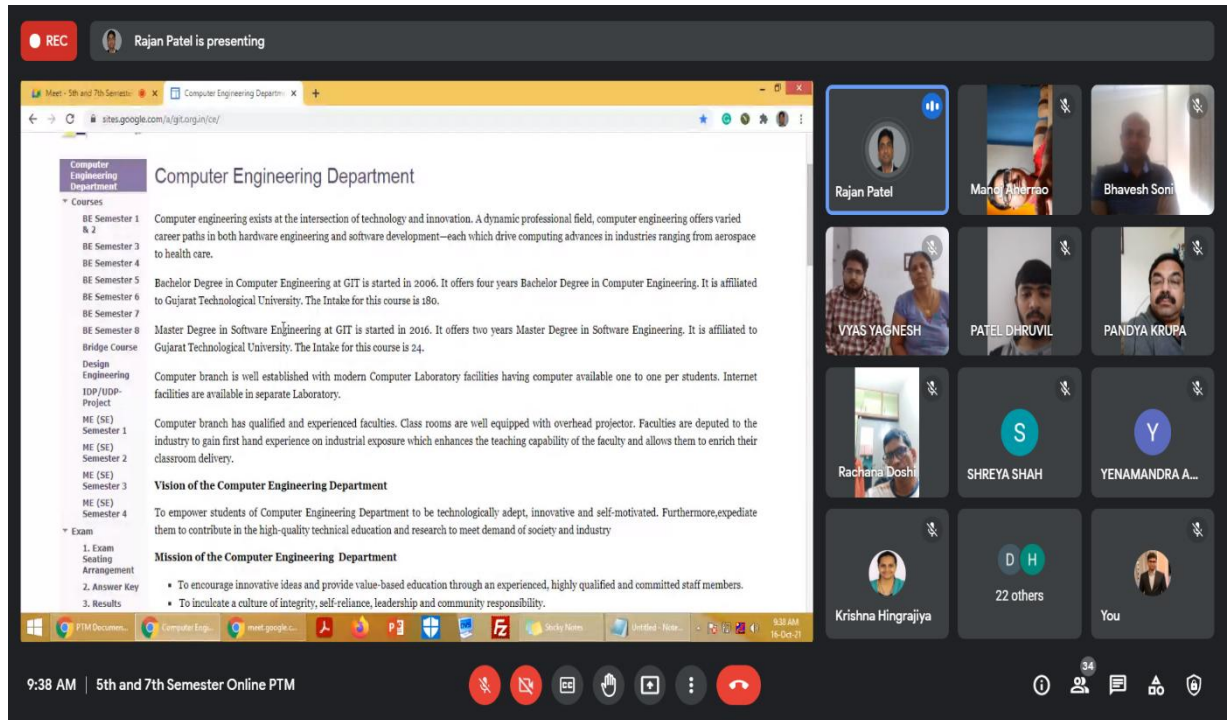 REC
Rajan Patel is presenting
Meet - 5th and 7th Semeste
Computer Engineering Departm
sites.google.com/a/git.org.in/ce/
Computer
Engineering
Department
Courses
BE Semester 1
& 2
BE Semester 3
BE Semester 4
BE Semester 5
BE Semester 6
BE Semester 7
BE Semester 8
Bridge Course
Design
Engineering
IDP/UDP-
Project
ME (SE)
Semester 1
ME (SE)
Semester 2
ME (SE)
Semester 3
ME (SE)
Semester 4
Exam
1. Exam
Seating
Arrangement
2. Answer Key
3. Results
Computer Engineering Department
Computer engineering exists at the intersection of technology and innovation. A dynamic professional field, computer engineering offers varied
career paths in both hardware engineering and software development—each which drive computing advances in industries ranging from aerospace
to health care.
Bachelor Degree in Computer Engineering at GIT is started in 2006. It offers four years Bachelor Degree in Computer Engineering. It is affiliated
to Gujarat Technological University. The Intake for this course is 180.
Master Degree in Software Engineering at GIT is started in 2016. It offers two years Master Degree in Software Engineering. It is affiliated to
Gujarat Technological University. The Intake for this course is 24.
Computer branch is well established with modern Computer Laboratory facilities having computer available one to one per students. Internet
facilities are available in separate Laboratory.
Computer branch has qualified and experienced faculties. Class rooms are well equipped with overhead projector. Faculties are deputed to the
industry to gain first hand experience on industrial exposure which enhances the teaching capability of the faculty and allows them to enrich their
classroom delivery.
Vision of the Computer Engineering Department
To empower students of Computer Engineering Department to be technologically adept, innovative and self-motivated. Furthermore,expediate
them to contribute in the high-quality technical education and research to meet demand of society and industry
Mission of the Computer Engineering Department
• To encourage innovative ideas and provide value-based education through an experienced, highly qualified and committed staff members.
• To inculcate a culture of integrity, self-reliance, leadership and community responsibility.
PTM Documen...
Computer Engi...
meet.google.c...
Sticky Notes
Untitled - Note...
9:38 AM
16-Oct-21
Rajan Patel
Manoj Aherrao
Bhavesh Soni
VYAS YAGNESH
PATEL DHRUVIL
PANDYA KRUPA
Rachana Doshi
S
SHREYA SHAH
Y
YENAMANDRA A...
Krishna Hingrajiya
D H
22 others
You
9:38 AM | 5th and 7th Semester Online PTM
CC
34